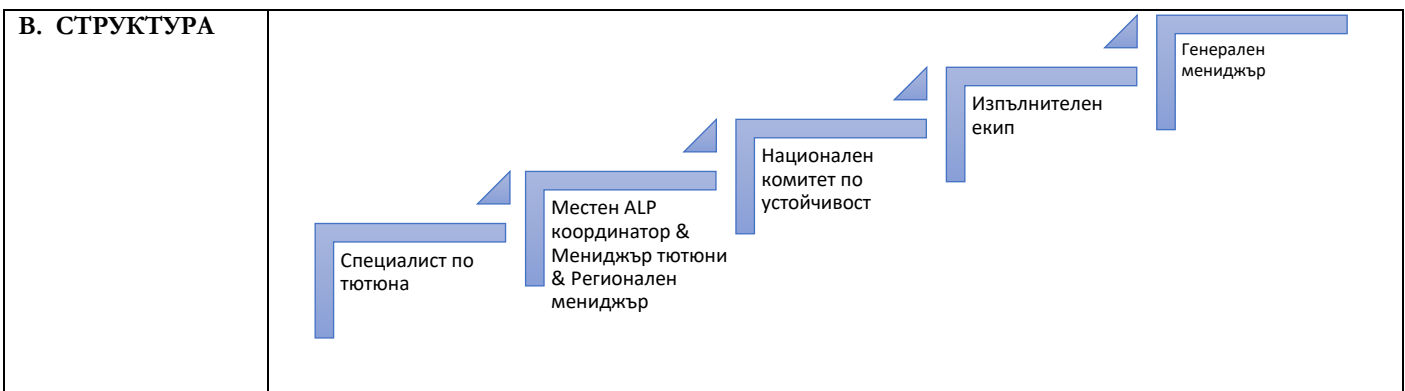 В. СТРУКТУРА
Специалист по
тютюна
Местен ALP
координатор &
Мениджър тютюни
& Регионален
мениджър
Национален
комитет по
устойчивост
Изпълнителен
екип
Генерален
мениджър